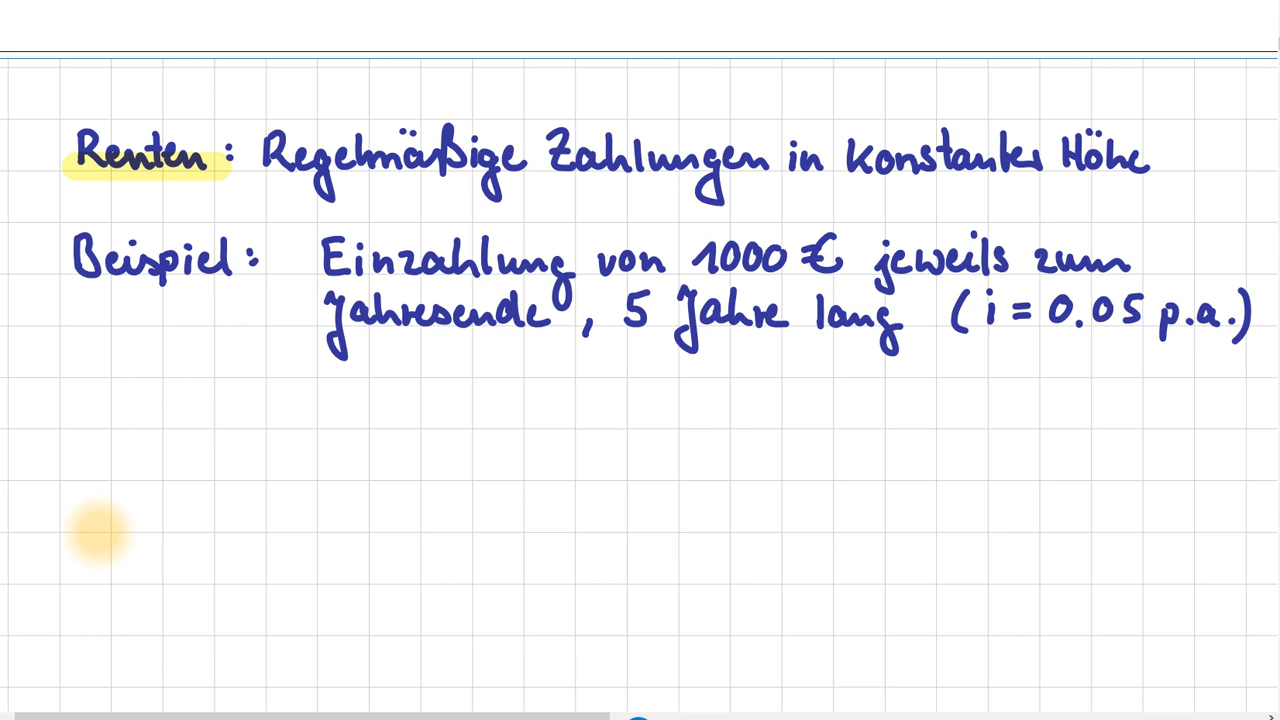 Renten: Regelmäßige Zahlungen in konstanter Höhe
Beispiel: Einzahlung von 1000 € jeweils zum
Jahresende, 5 Jahre lang (i = 0.05 p.a.)